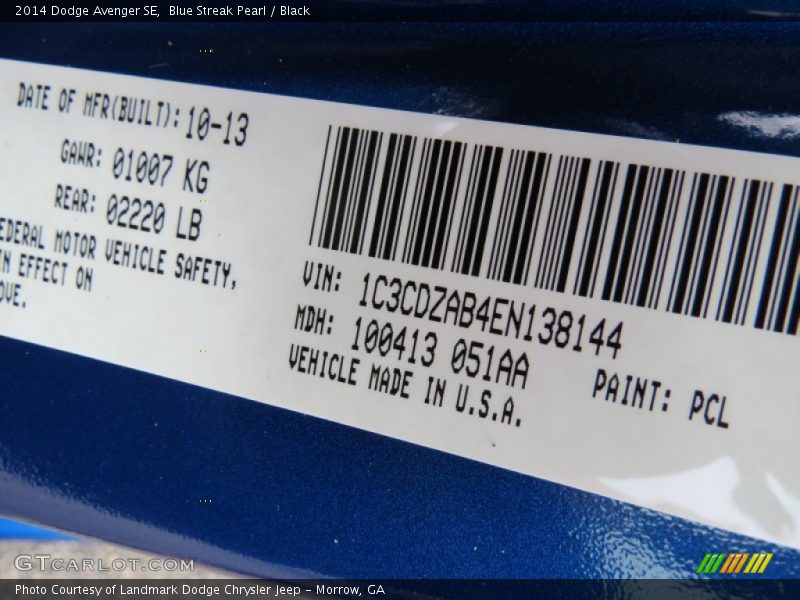 2014 Dodge Avenger SE,  Blue Streak Pearl / Black
DATE OF MFR(BUILT): 10-13
GAWR: 01007 KG
REAR: 02220 LB
EDERAL MOTOR VEHICLE SAFETY,
IN EFFECT ON
OVE.
VIN: 1C3CDZAB4EN138144
MDH: 100413 051AA
PAINT: PCL
VEHICLE MADE IN U.S.A.
GTCARLOT.COM
Photo Courtesy of Landmark Dodge Chrysler Jeep - Morrow, GA